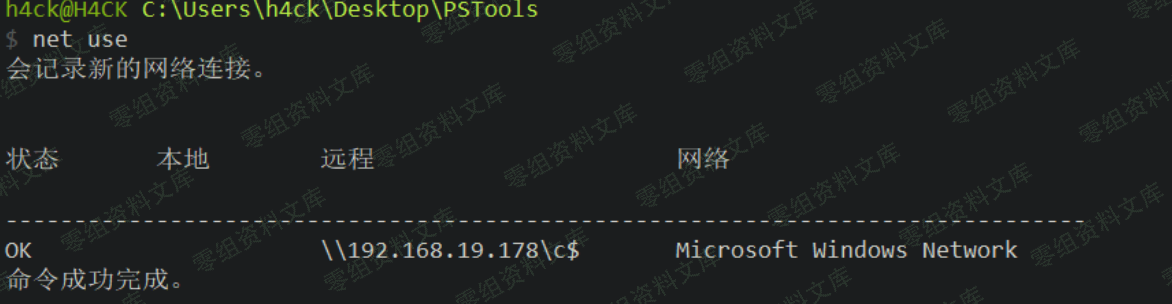 h4ck@H4CK C:\Users\h4ck\Desktop\PSTools
$ net use
会记录新的网络连接。
状态 本地 远程 网络
-------------------------------------------------------------------------------
OK \\192.168.19.178\c$ Microsoft Windows Network
命令成功完成。
零组资料文库